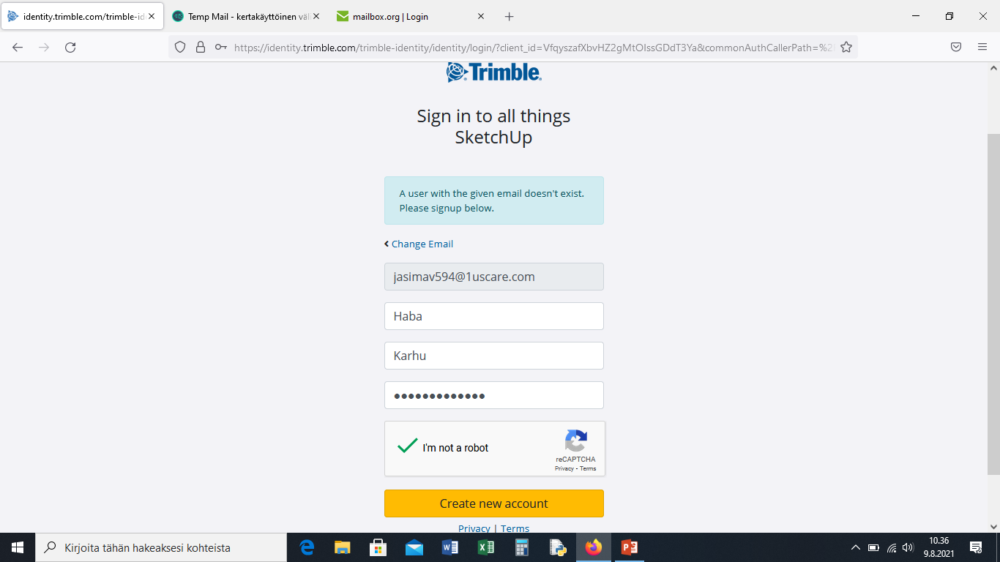 identity.trimble.com/trimble-id
Temp Mail - kertakäyttöinen väli
mailbox.org | Login
https://identity.trimble.com/trimble-identity/identity/login/?client_id=VfqyszafXbvHZ2gMtOIssGDdT3Ya&commonAuthCallerPath=%2
Trimble.
Sign in to all things
SketchUp
A user with the given email doesn't exist.
Please signup below.
Change Email
jasimav594@1uscare.com
Haba
Karhu
I'm not a robot
reCAPTCHA
Privacy - Terms
Create new account
Privacy | Terms
Kirjoita tähän hakeaksesi kohteista
10.36
9.8.2021